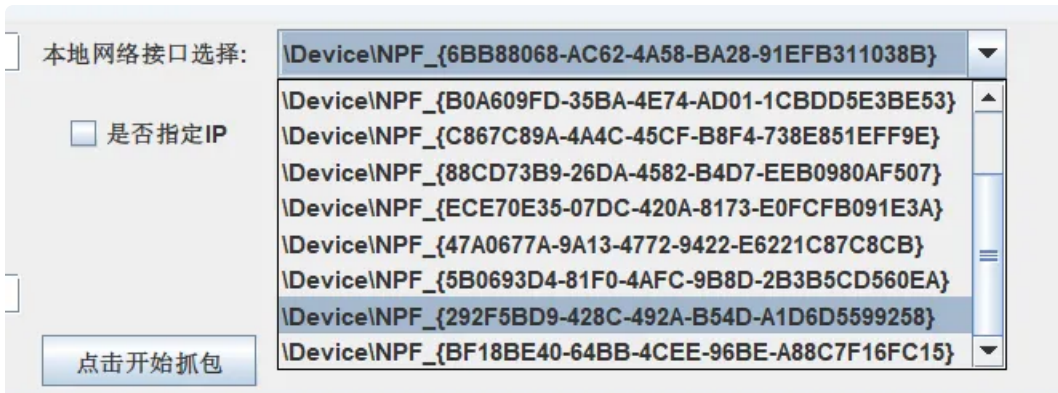 本地网络接口选择: \Device\NPF_{6BB88068-AC62-4A58-BA28-91EFB311038B}
\Device\NPF_{B0A609FD-35BA-4E74-AD01-1CBDD5E3BE53}
是否指定IP
\Device\NPF_{C867C89A-4A4C-45CF-B8F4-738E851EFF9E}
\Device\NPF_{88CD73B9-26DA-4582-B4D7-EEB0980AF507}
\Device\NPF_{ECE70E35-07DC-420A-8173-E0FCFB091E3A}
\Device\NPF_{47A0677A-9A13-4772-9422-E6221C87C8CB}
\Device\NPF_{5B0693D4-81F0-4AFC-9B8D-2B3B5CD560EA}
\Device\NPF_{292F5BD9-428C-492A-B54D-A1D6D5599258}
\Device\NPF_{BF18BE40-64BB-4CEE-96BE-A88C7F16FC15}
点击开始抓包